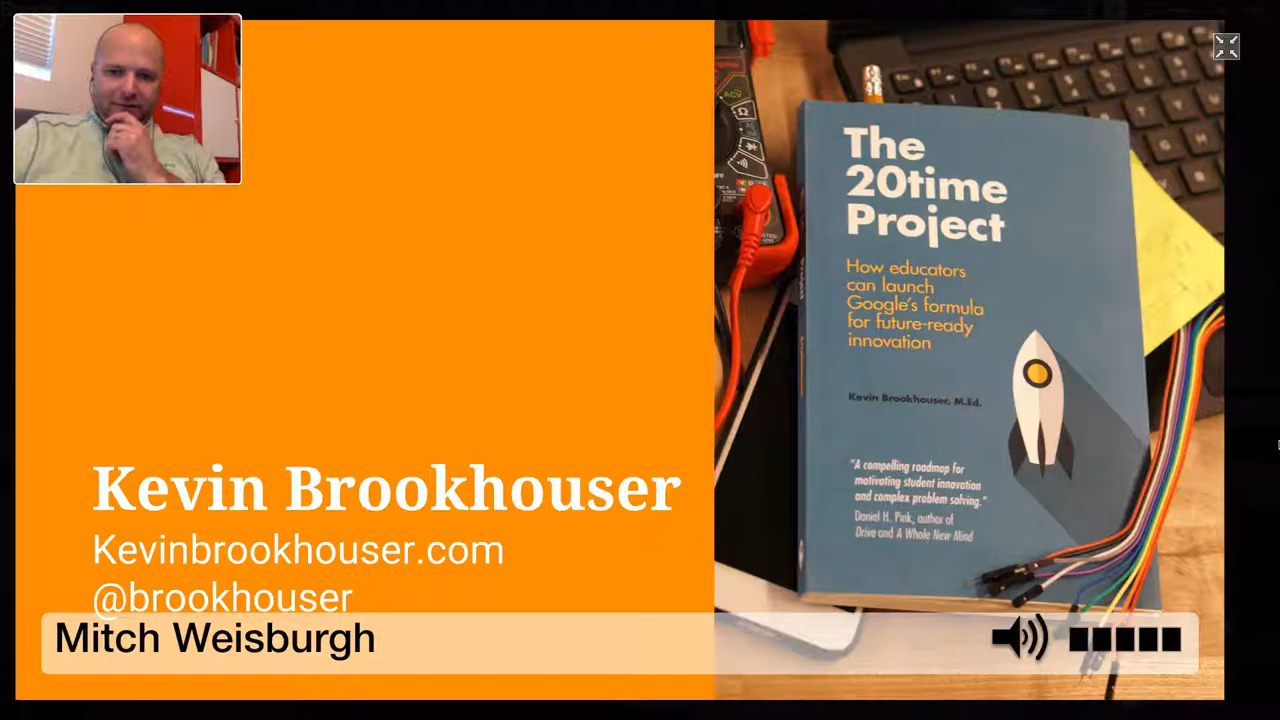 The
20time
Project
How educators
can launch
Google's formula
for future-ready
innovation
Kevin Brookhouser, M.Ed.
"A compelling roadmap for
motivating student innovation
and complex problem solving."
Daniel H. Pink, author of
Drive and A Whole New Mind
Kevin Brookhouser
Kevinbrookhouser.com
@brookhouser
Mitch Weisburgh